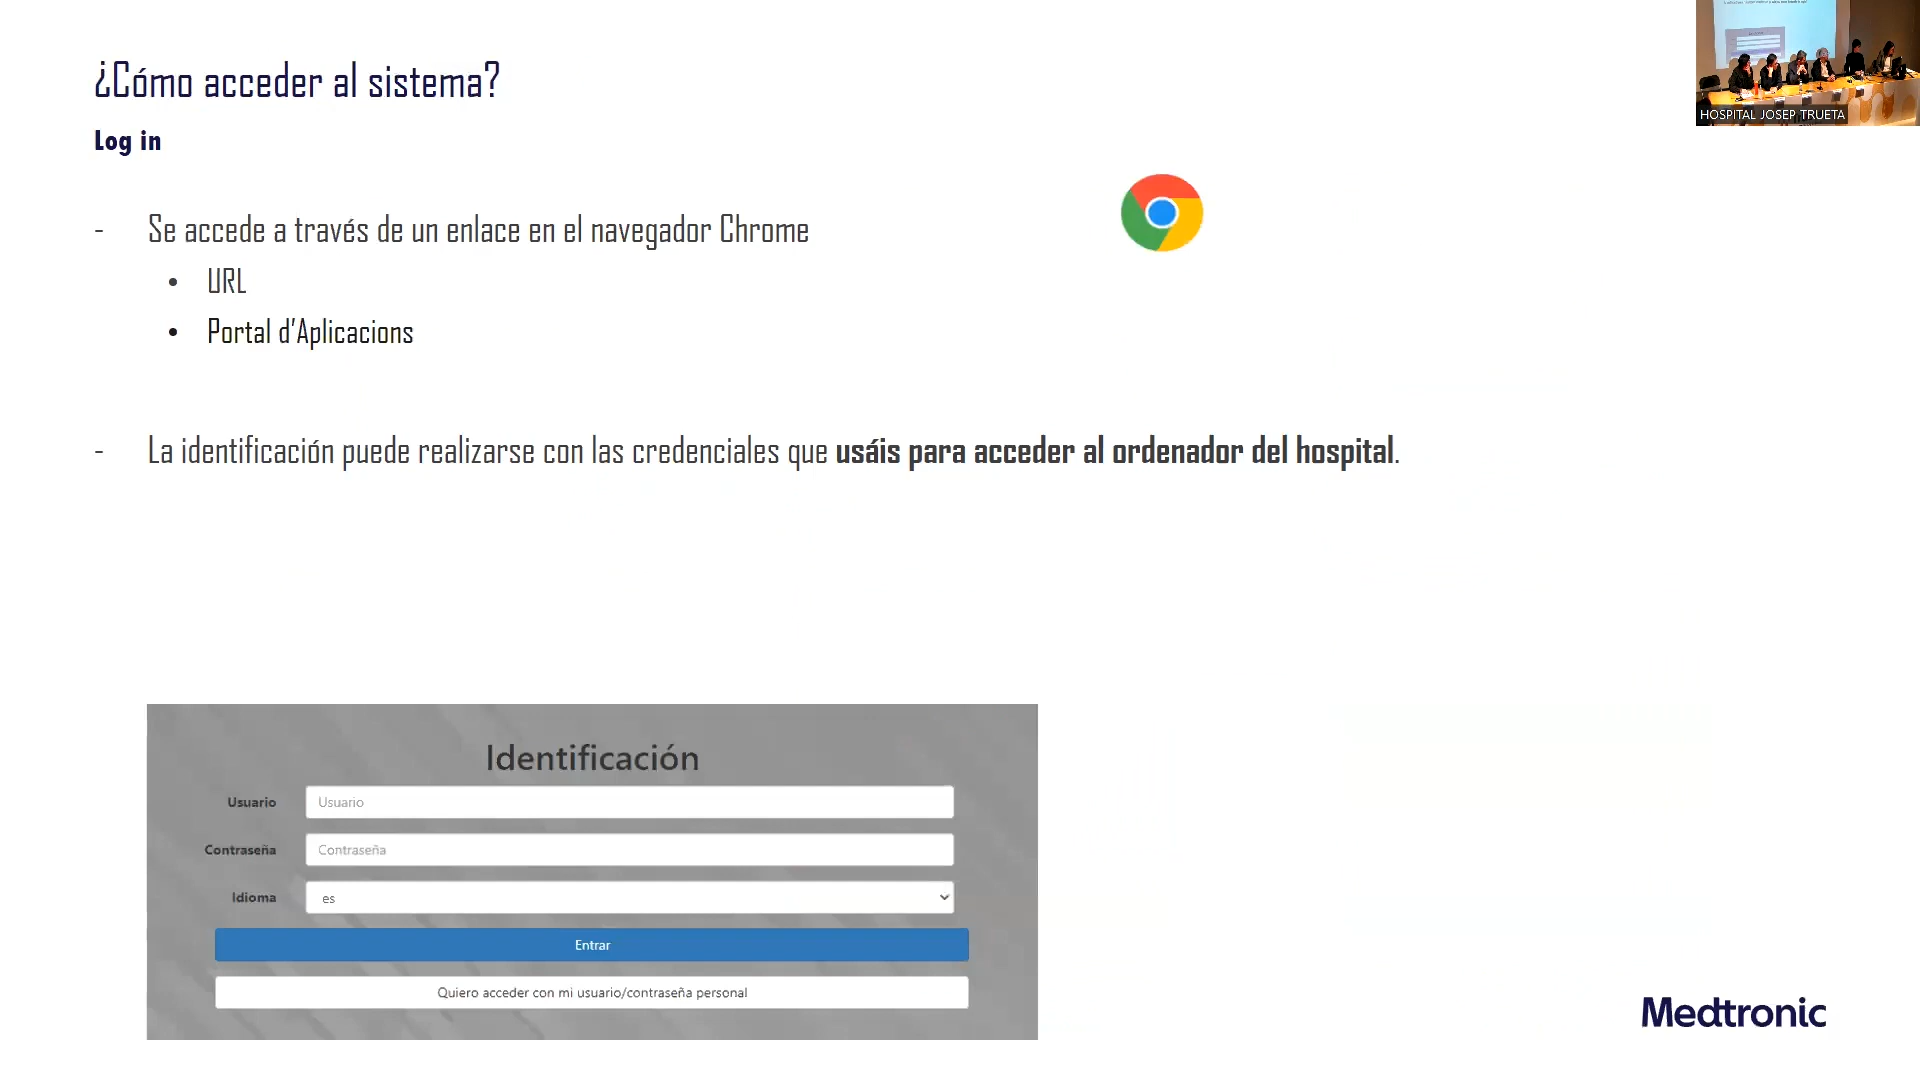 ¿Cómo acceder al sistema?
HOSPITAL JOSEP TRUETA
Log in
- Se accede a través de un enlace en el navegador Chrome
• URL
• Portal d'Aplicacions
- La identificación puede realizarse con las credenciales que usáis para acceder al ordenador del hospital.
Identificación
Usuario Usuario
Contraseña Contraseña
Idioma es
Entrar
Quiero acceder con mi usuario/contraseña personal
Medtronic